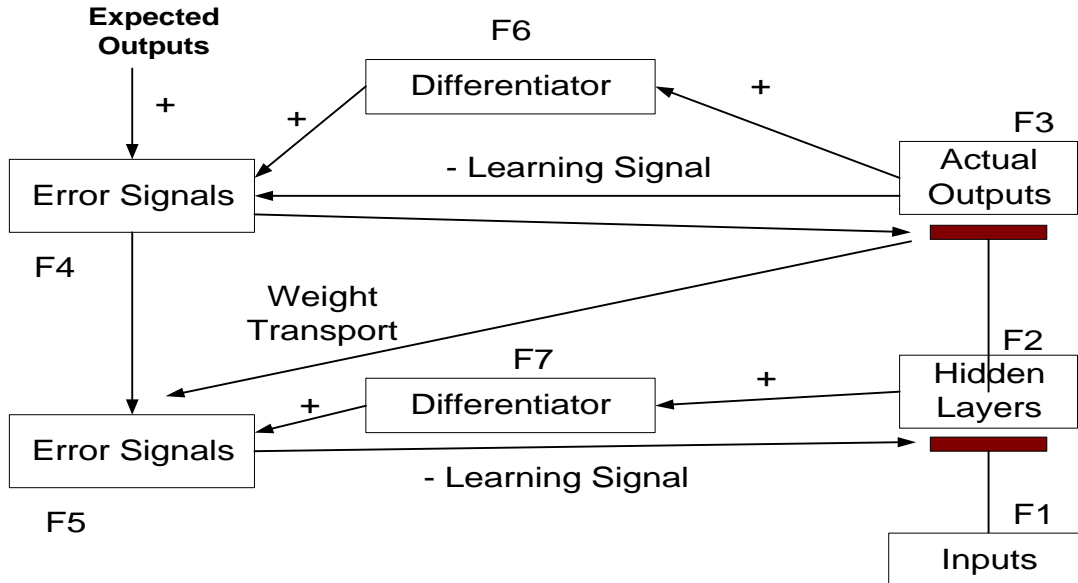 Expected
Outputs
F6
+
Differentiator
+
+
F3
Actual
Outputs
- Learning Signal
Error Signals
F4
Weight
Transport
F7
F2
+
Hidden
Layers
Differentiator
+
Error Signals
- Learning Signal
F5
F1
Inputs